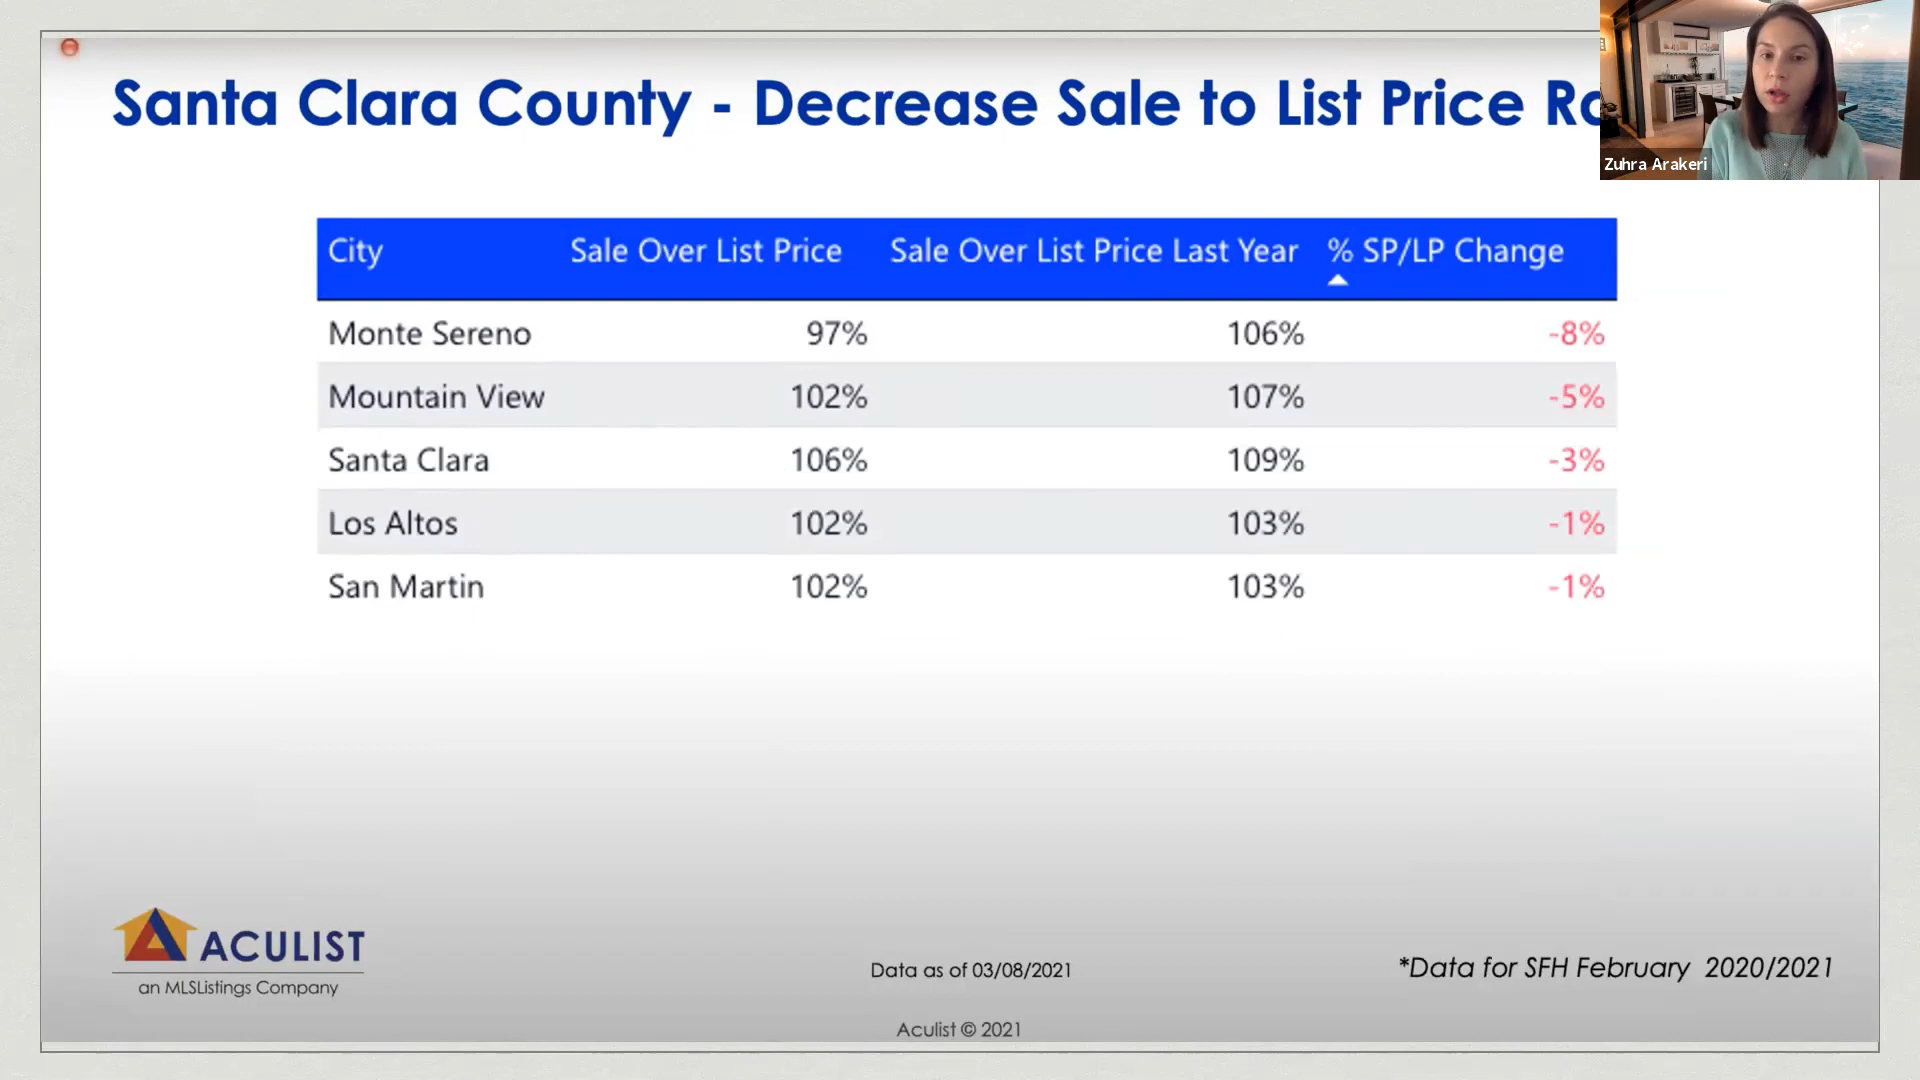 Santa Clara County - Decrease Sale to List Price
Zuhra Arakeri
City Sale Over List Price Sale Over List Price Last Year % SP/LP Change
Monte Sereno 97% 106% -8%
Mountain View 102% 107% -5%
Santa Clara 106% 109% -3%
Los Altos 102% 103% -1%
San Martin 102% 103% -1%
ACULIST
an MLSListings Company
Data as of 03/08/2021
*Data for SFH February 2020/2021
Aculist © 2021